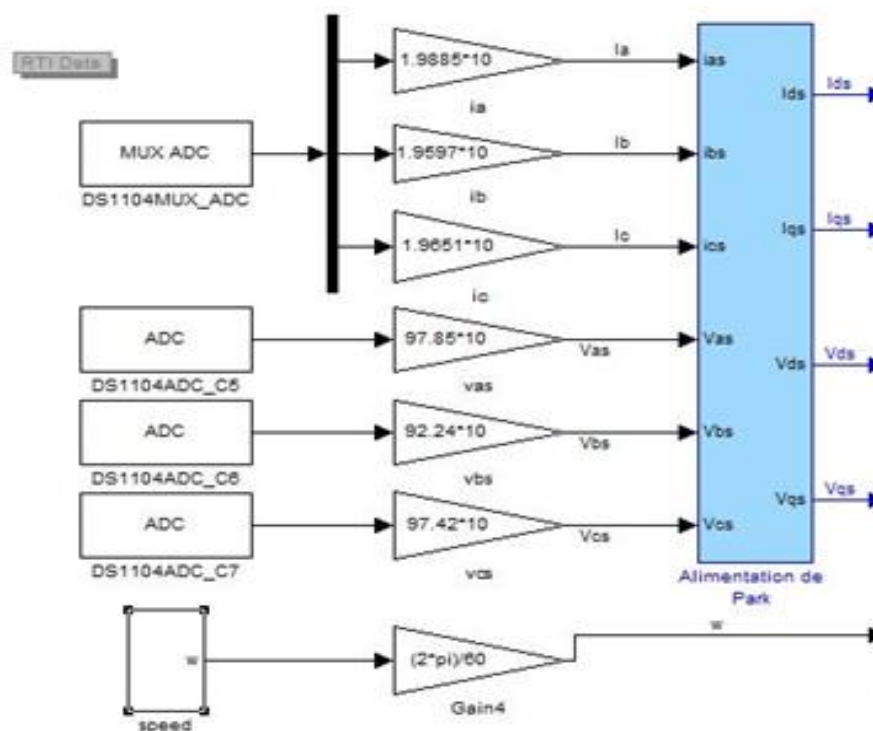 RTI Data
MUX ADC
DS1104MUX_ADC
1.9885*10
ia
Ia
ias
1.9597*10
ib
Ib
ibs
1.9651*10
ic
Ic
ics
ADC
DS1104ADC_C5
97.85*10
vas
Vas
Vas
ADC
DS1104ADC_C6
92.24*10
vbs
Vbs
Vbs
ADC
DS1104ADC_C7
97.42*10
vcs
Vcs
Vcs
Ids
Ids
Iqs
Iqs
Vds
Vds
Vqs
Vqs
Alimentation de
Park
w
speed
(2*pi)/60
Gain4
w